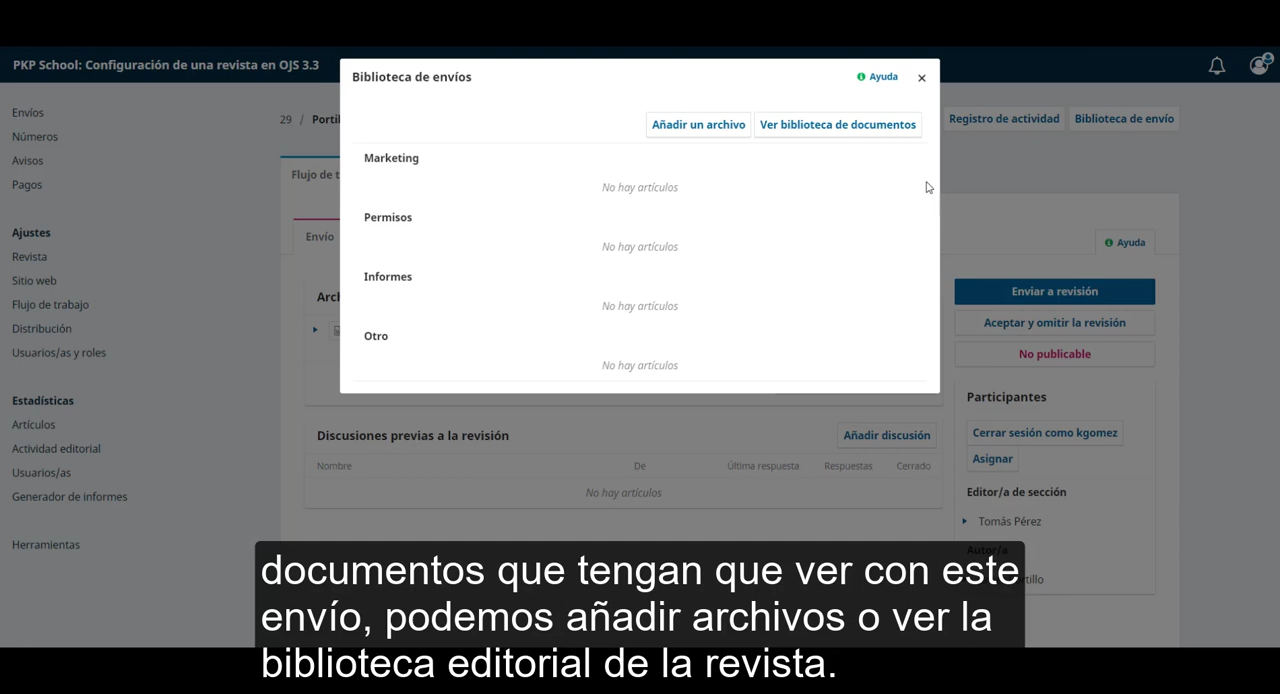 PKP School: Configuración de una revista en OJS 3.3
Biblioteca de envíos
Ayuda
×
Envíos
Números
Avisos
Pagos
Ajustes
Revista
Sitio web
Flujo de trabajo
Distribución
Usuarios/as y roles
Estadísticas
Artículos
Actividad editorial
Usuarios/as
Generador de informes
Herramientas
29 /
Registro de actividad
Biblioteca de envío
Añadir un archivo
Ver biblioteca de documentos
Marketing
No hay artículos
Permisos
No hay artículos
Informes
No hay artículos
Otro
No hay artículos
Flujo de t
Envío
Ayuda
Enviar a revisión
Aceptar y omitir la revisión
No publicable
Discusiones previas a la revisión
Añadir discusión
Nombre De Última respuesta Respuestas Cerrado
No hay artículos
Participantes
Cerrar sesión como kgomez
Asignar
Editor/a de sección
Tomás Pérez
Autor/a
documentos que tengan que ver con este
envío, podemos añadir archivos o ver la
biblioteca editorial de la revista.